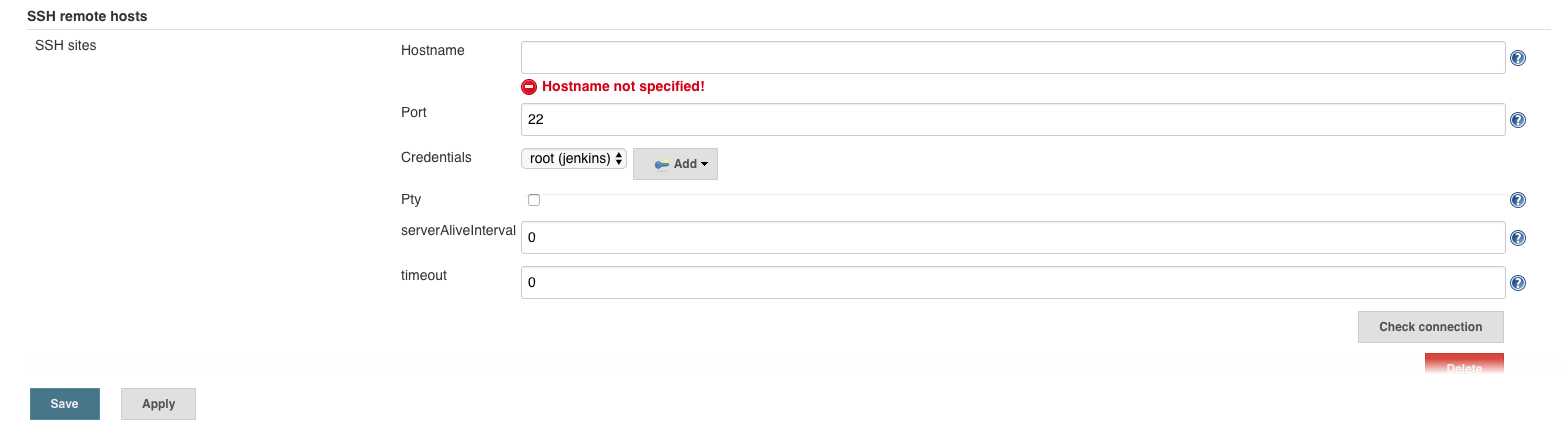 SSH remote hosts
SSH sites
Hostname
Hostname not specified!
Port
22
Credentials
root (jenkins)
Add
Pty
serverAliveInterval
0
timeout
0
Check connection
Delete
Save
Apply